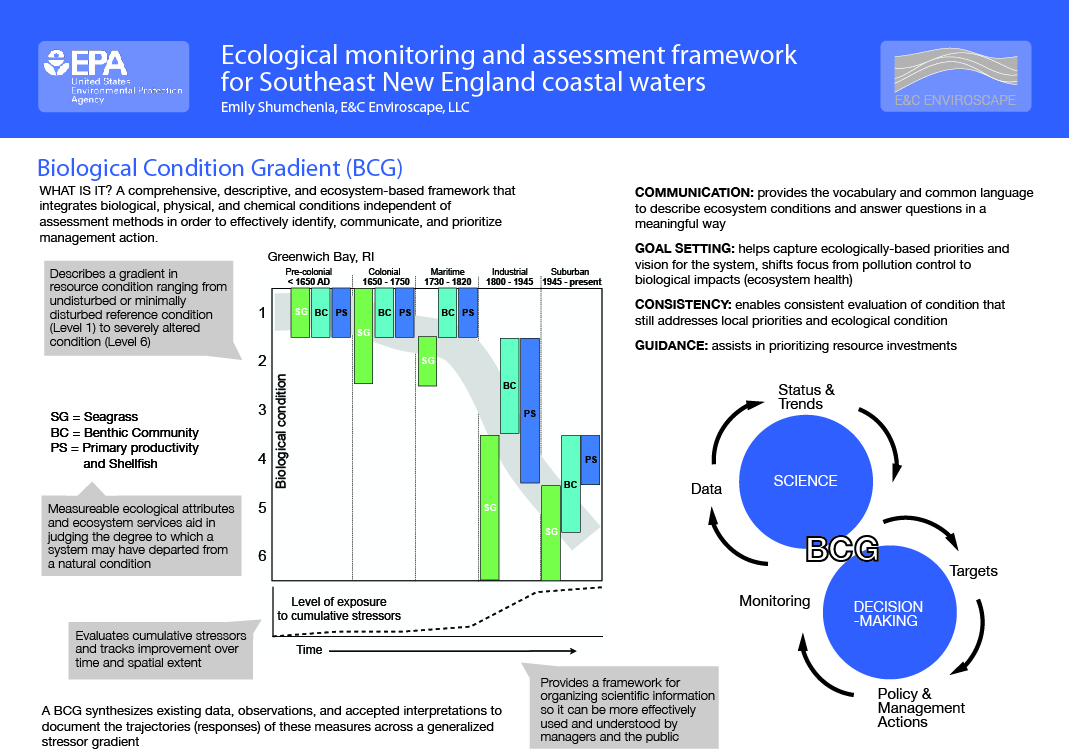 EPA
United States
Environmental Protection
Agency
Ecological monitoring and assessment framework
for Southeast New England coastal waters
Emily Shumchenia, E&C Enviroscape, LLC
E&C ENVIROSCAPE
Biological Condition Gradient (BCG)
WHAT IS IT? A comprehensive, descriptive, and ecosystem-based framework that
integrates biological, physical, and chemical conditions independent of
assessment methods in order to effectively identify, communicate, and prioritize
management action.
Describes a gradient in
resource condition ranging from
undisturbed or minimally
disturbed reference condition
(Level 1) to severely altered
condition (Level 6)
SG = Seagrass
BC = Benthic Community
PS = Primary productivity
and Shellfish
Measureable ecological attributes
and ecosystem services aid in
judging the degree to which a
system may have departed from
a natural condition
Evaluates cumulative stressors
and tracks improvement over
time and spatial extent
Greenwich Bay, RI
Pre-colonial
< 1650 AD
Colonial
1650 - 1750
Maritime
1730 - 1820
Industrial
1800 - 1945
Suburban
1945 - present
Biological condition
1
2
3
4
5
6
SG
BC
PS
SG
BC
PS
SG
BC
PS
SG
BC
PS
SG
BC
PS
Level of exposure
to cumulative stressors
Time
A BCG synthesizes existing data, observations, and accepted interpretations to
document the trajectories (responses) of these measures across a generalized
stressor gradient
Provides a framework for
organizing scientific information
so it can be more effectively
used and understood by
managers and the public
COMMUNICATION: provides the vocabulary and common language
to describe ecosystem conditions and answer questions in a
meaningful way
GOAL SETTING: helps capture ecologically-based priorities and
vision for the system, shifts focus from pollution control to
biological impacts (ecosystem health)
CONSISTENCY: enables consistent evaluation of condition that
still addresses local priorities and ecological condition
GUIDANCE: assists in prioritizing resource investments
Status &
Trends
SCIENCE
Data
BCG
Targets
Monitoring
DECISION
-MAKING
Policy &
Management
Actions